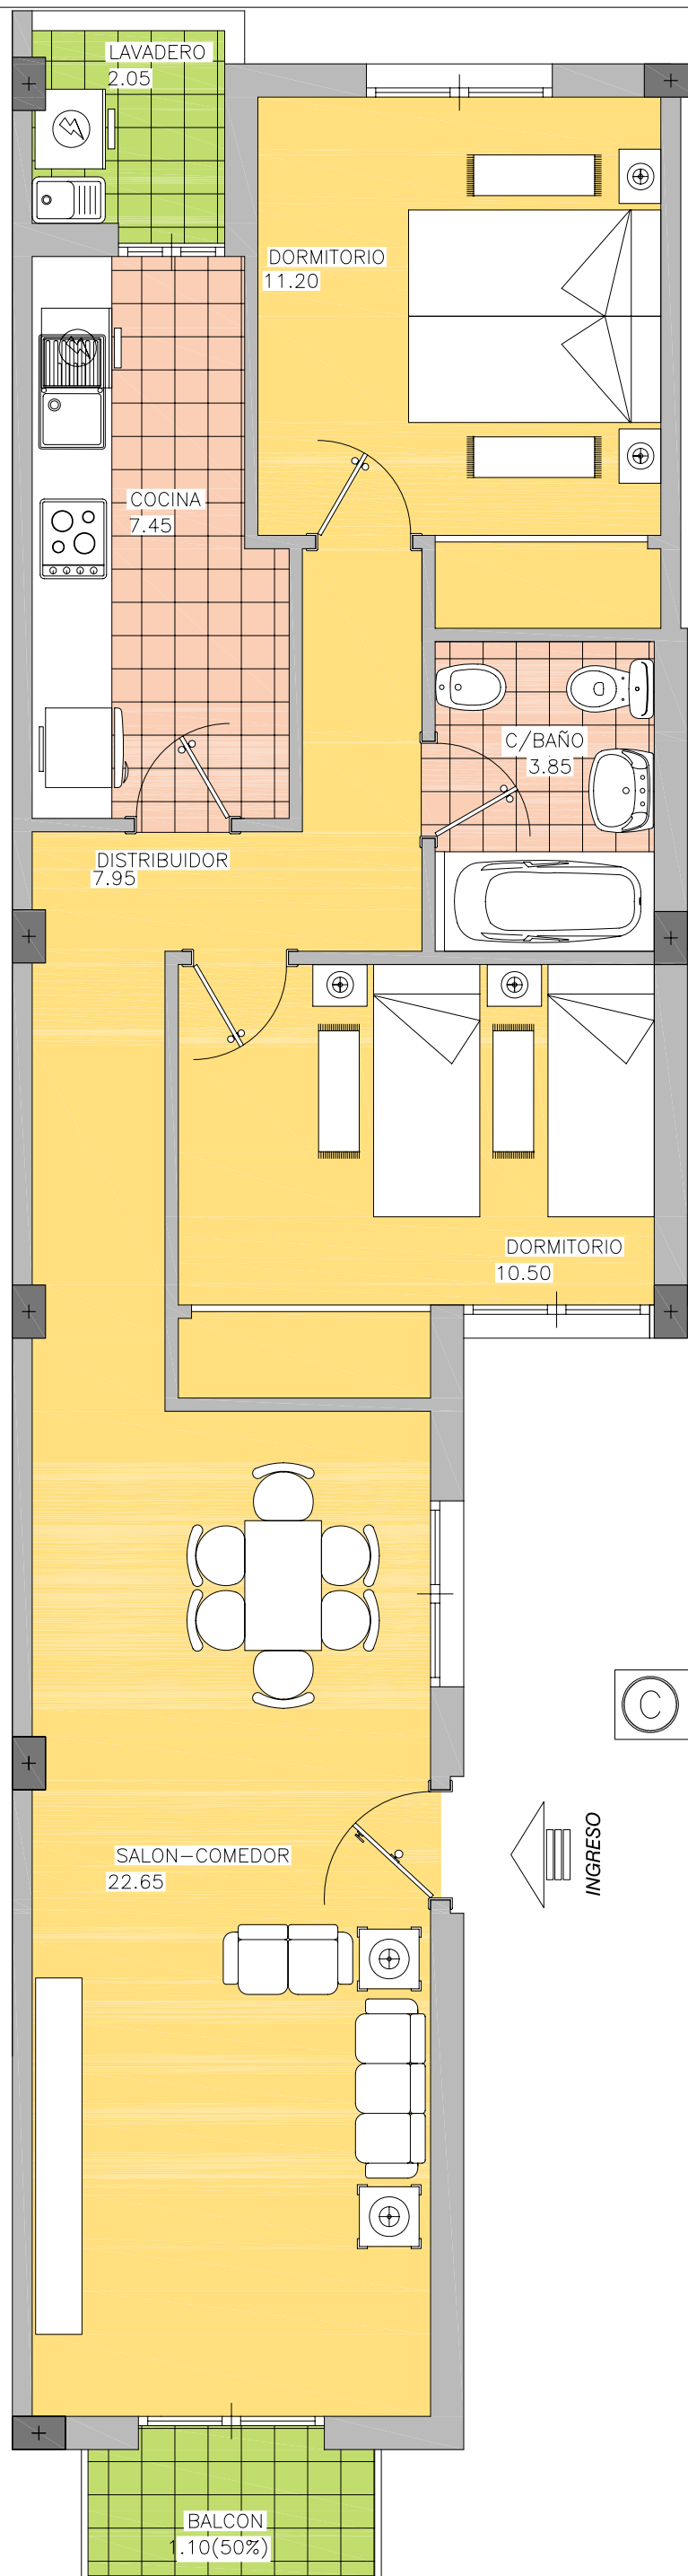 LAVADERO
2.05
DORMITORIO
11.20
COCINA
7.45
C/BAÑO
3.85
DISTRIBUIDOR
7.95
DORMITORIO
10.50
C
INGRESO
SALON-COMEDOR
22.65
BALCON
1.10(50%)